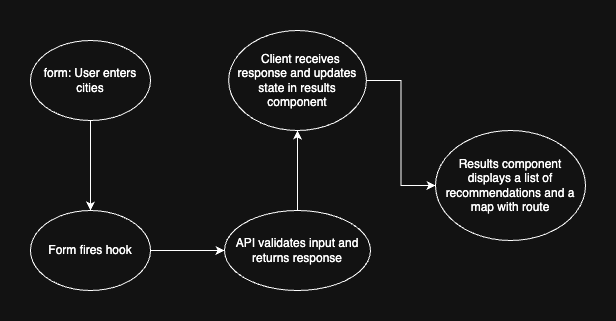 form: User enters
cities
Form fires hook
API validates input and
returns response
Client receives
response and updates
state in results
component
Results component
displays a list of
recommendations and a
map with route